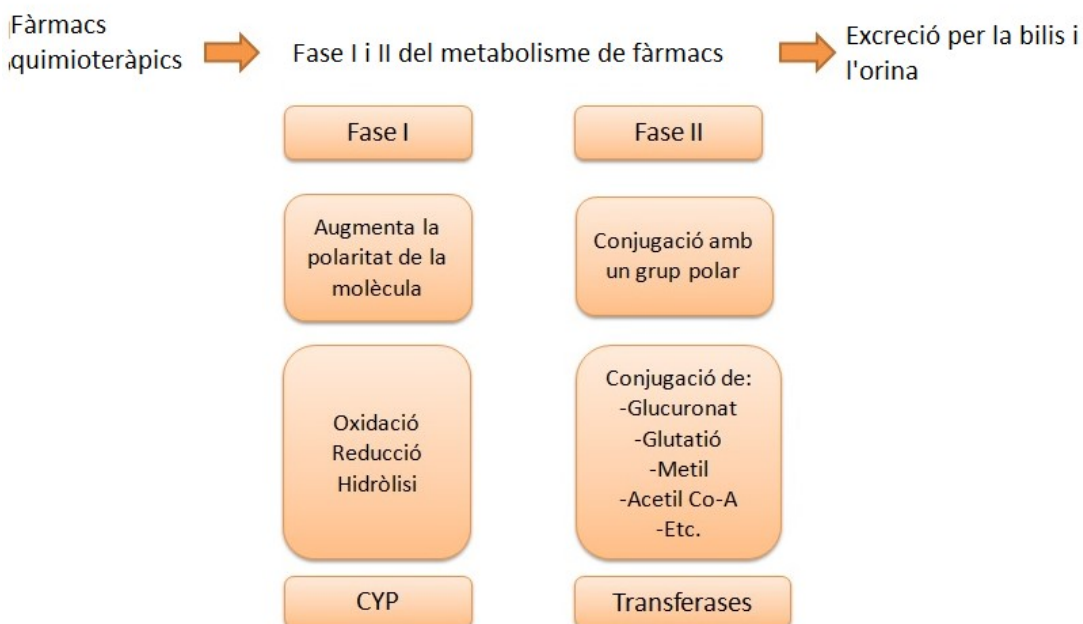 Fàrmacs
quimioteràpics
Fase I i II del metabolisme de fàrmacs
Excreció per la bilis i
l'orina
Fase I
Fase II
Augmenta la
polaritat de la
molècula
Conjugació amb
un grup polar
Oxidació
Reducció
Hidròlisi
Conjugació de:
-Glucuronat
-Glutatió
-Metil
-Acetil Co-A
-Etc.
CYP
Transferases